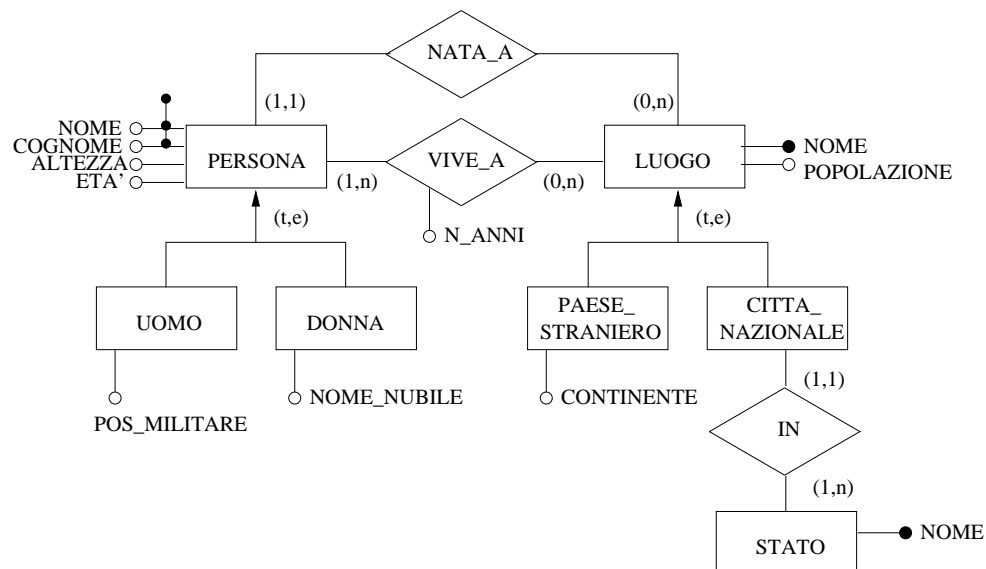 NATA_A
(1,1)
(0,n)
NOME
COGNOME
ALTEZZA
ETA'
PERSONA
(1,n)
VIVE_A
(0,n)
LUOGO
NOME
POPOLAZIONE
N_ANNI
(t,e)
(t,e)
UOMO
DONNA
PAESE_
STRANIERO
CITTA_
NAZIONALE
POS_MILITARE
NOME_NUBILE
CONTINENTE
(1,1)
IN
(1,n)
STATO
NOME